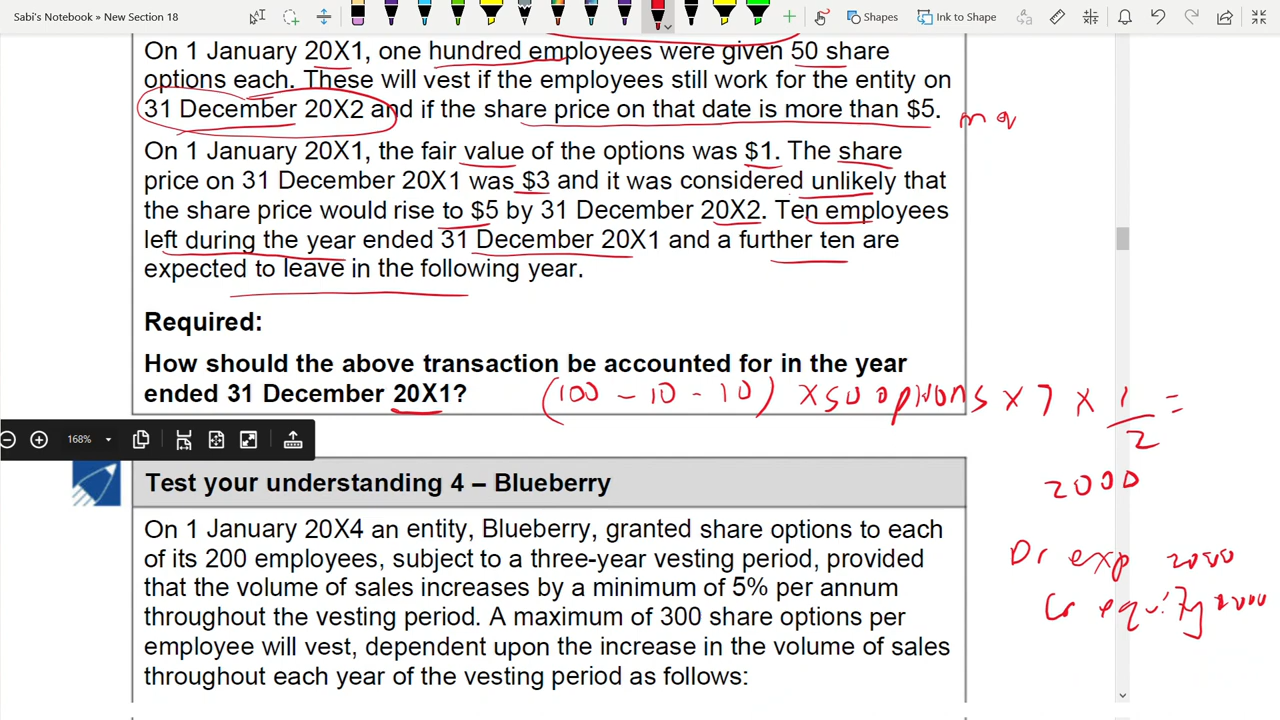 Sabi's Notebook » New Section 18
Shapes
Ink to Shape
On 1 January 20X1, one hundred employees were given 50 share
options each. These will vest if the employees still work for the entity on
31 December 20X2 and if the share price on that date is more than $5.
On 1 January 20X1, the fair value of the options was $1. The share
price on 31 December 20X1 was $3 and it was considered unlikely that
the share price would rise to $5 by 31 December 20X2. Ten employees
left during the year ended 31 December 20X1 and a further ten are
expected to leave in the following year.
Required:
How should the above transaction be accounted for in the year
ended 31 December 20X1?
(100 - 10 - 10) x 50 options x 1 x 1/2 =
2000
168%
Test your understanding 4 – Blueberry
On 1 January 20X4 an entity, Blueberry, granted share options to each
of its 200 employees, subject to a three-year vesting period, provided
that the volume of sales increases by a minimum of 5% per annum
throughout the vesting period. A maximum of 300 share options per
employee will vest, dependent upon the increase in the volume of sales
throughout each year of the vesting period as follows:
Dr exp 2000
Cr equity 2000